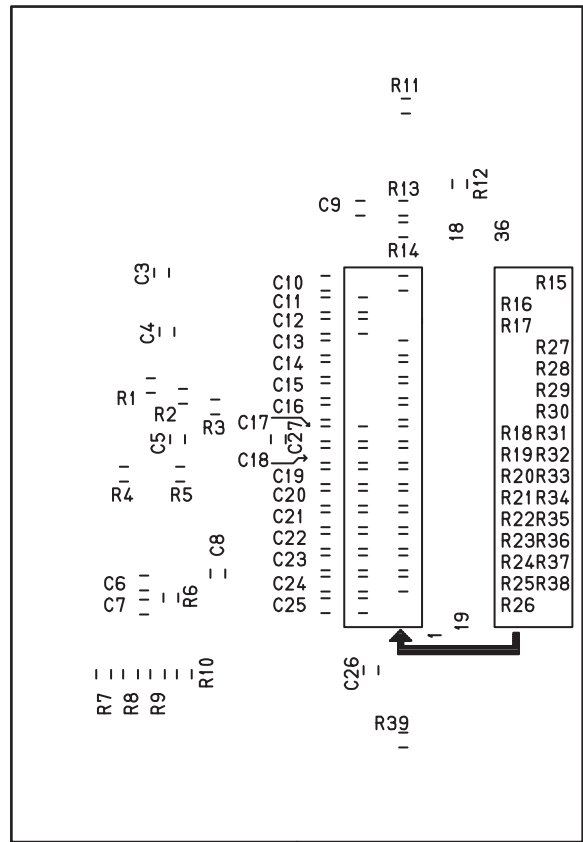 R11
R13
R12
C9
18
36
R14
C3
C10
R15
C11
R16
C12
R17
C4
C13
R27
C14
R28
C15
R29
R1
R2
C16
R30
R3
C17
R18R31
C5
C27
C18
R19R32
C19
R20R33
R4
R5
C20
R21R34
C21
R22R35
C22
R23R36
C8
C23
R24R37
C6
C24
R25R38
C7
R6
C25
R26
1
19
R7
R8
R9
R10
C26
R39